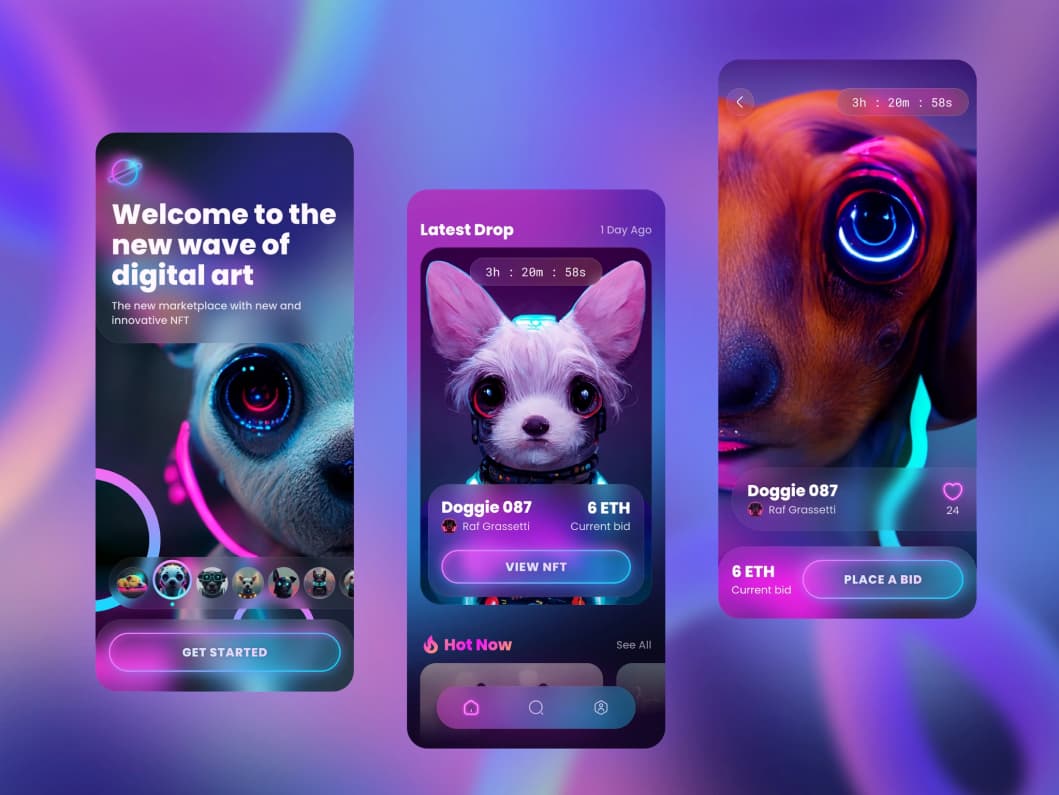 Welcome to the
new wave of
digital art
The new marketplace with new and
innovative NFT
GET STARTED
Latest Drop
1 Day Ago
3h : 20m : 58s
Doggie 087
6 ETH
Raf Grassetti
Current bid
VIEW NFT
Hot Now
See All
3h : 20m : 58s
Doggie 087
Raf Grassetti
24
6 ETH
Current bid
PLACE A BID